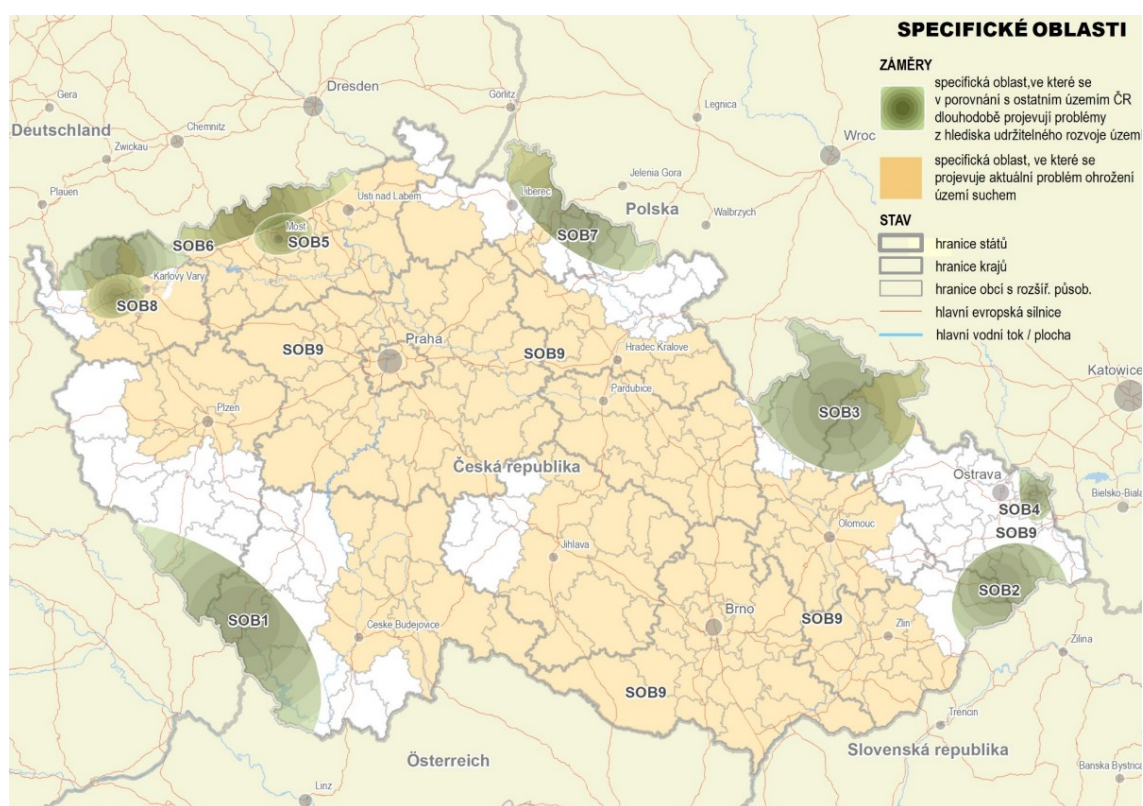 SPECIFICKÉ OBLASTI
ZÁMĚRY
specifická oblast,ve které se
v porovnání s ostatním územím ČR
dlouhodobě projevují problémy
z hlediska udržitelného rozvoje územ
specifická oblast, ve které se
projevuje aktuální problém ohrožení
území suchem
STAV
hranice států
hranice krajů
hranice obcí s rozšíř. působ.
hlavní evropská silnice
hlavní vodní tok / plocha
Gera
Dresden
Görlitz
Legnica
Deutschland
Chemnitz
Zwickau
Wroc
Plauen
Usti nad Labem
Liberec
Jelenia Gora
Polska
Walbrzych
Most
SOB5
SOB6
SOB7
Karlovy Vary
SOB8
SOB9
Praha
SOB9
Hradec Kralove
Katowice
Pardubice
Plzen
SOB3
Česká republika
Ostrava
SOB4
Bielsko-Biala
Olomouc
SOB9
Jihlava
SOB2
SOB1
Ceske Budejovice
Brno
SOB9
Zlin
Zilina
SOB9
Trencin
Österreich
Slovenská republika
Linz
Banska Bystrica